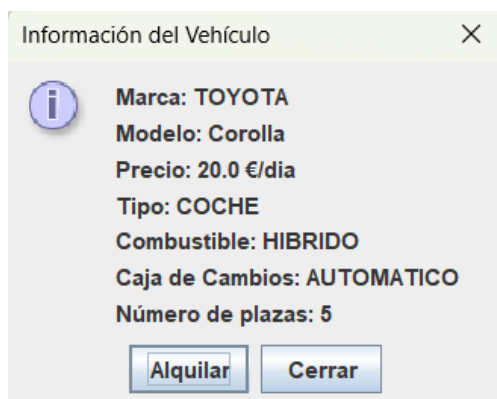 Información del Vehículo
Marca: TOYOTA
Modelo: Corolla
Precio: 20.0 €/dia
Tipo: COCHE
Combustible: HIBRIDO
Caja de Cambios: AUTOMATICO
Número de plazas: 5
Alquilar Cerrar